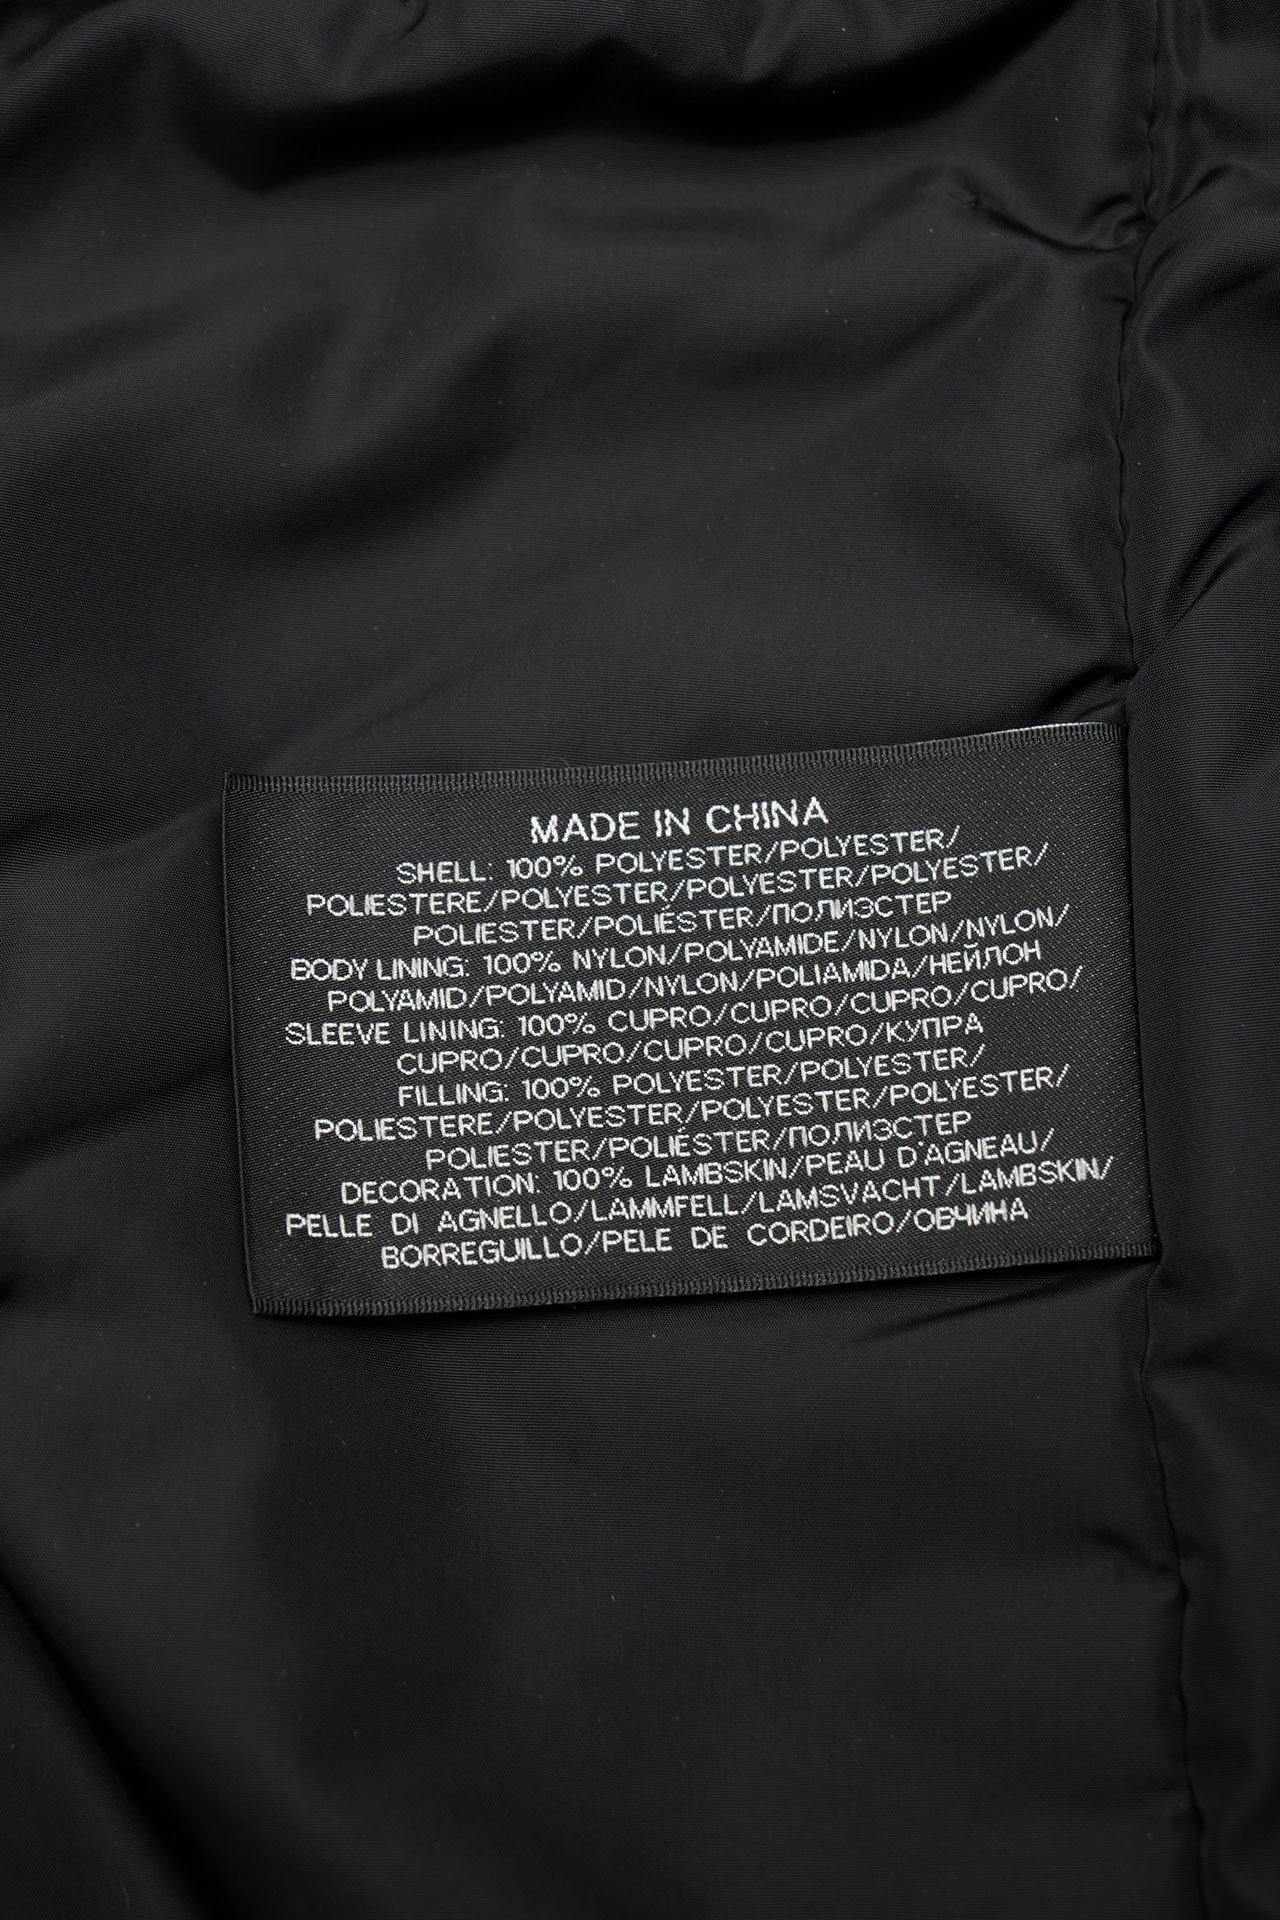 MADE IN CHINA
SHELL: 100% POLYESTER/POLYESTER/
POLIESTERE/POLYESTER/POLYESTER/POLYESTER/
POLIESTER/POLIÉSTER/ПОЛИЭСТЕР
BODY LINING: 100% NYLON/POLYAMIDE/NYLON/NYLON/
POLYAMID/POLYAMID/NYLON/POLIAMIDA/НЕЙЛОН
SLEEVE LINING: 100% CUPRO/CUPRO/CUPRO/CUPRO/
CUPRO/CUPRO/CUPRO/CUPRO/КУПРА
FILLING: 100% POLYESTER/POLYESTER/
POLIESTERE/POLYESTER/POLYESTER/POLYESTER/
POLIESTER/POLIÉSTER/ПОЛИЭСТЕР
DECORATION: 100% LAMBSKIN/PEAU D'AGNEAU/
PELLE DI AGNELLO/LAMMFELL/LAMSVACHT/LAMBSKIN/
BORREGUILLO/PELE DE CORDEIRO/ОВЧИНА